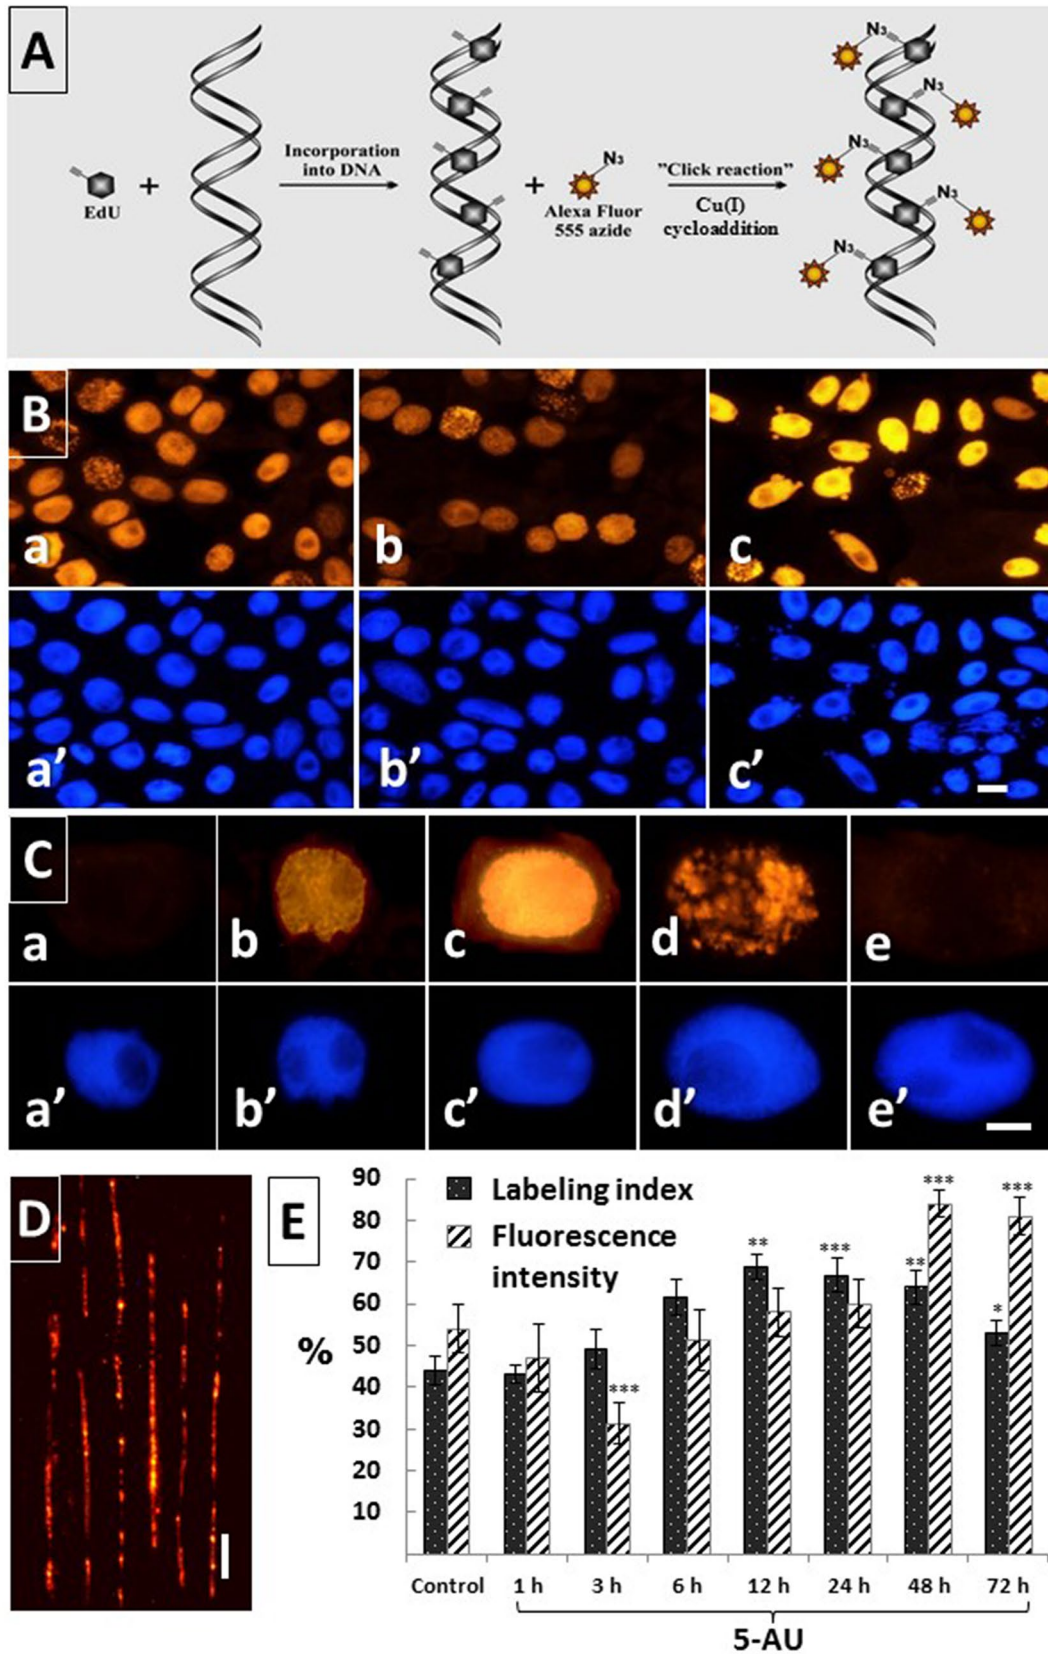 A
EdU
+
Incorporation
into DNA
+
N3
Alexa Fluor
555 azide
"Click reaction"
Cu(I)
cycloaddition
N3
N3
N3
N3
N3
B
a
b
c
a′
b′
c′
C
a
b
c
d
e
a′
b′
c′
d′
e′
D
E
Labeling index
Fluorescence
intensity
%
90
80
70
60
50
40
30
20
10
***
**
***
**
***
*
***
Control
1 h
3 h
6 h
12 h
24 h
48 h
72 h
5-AU